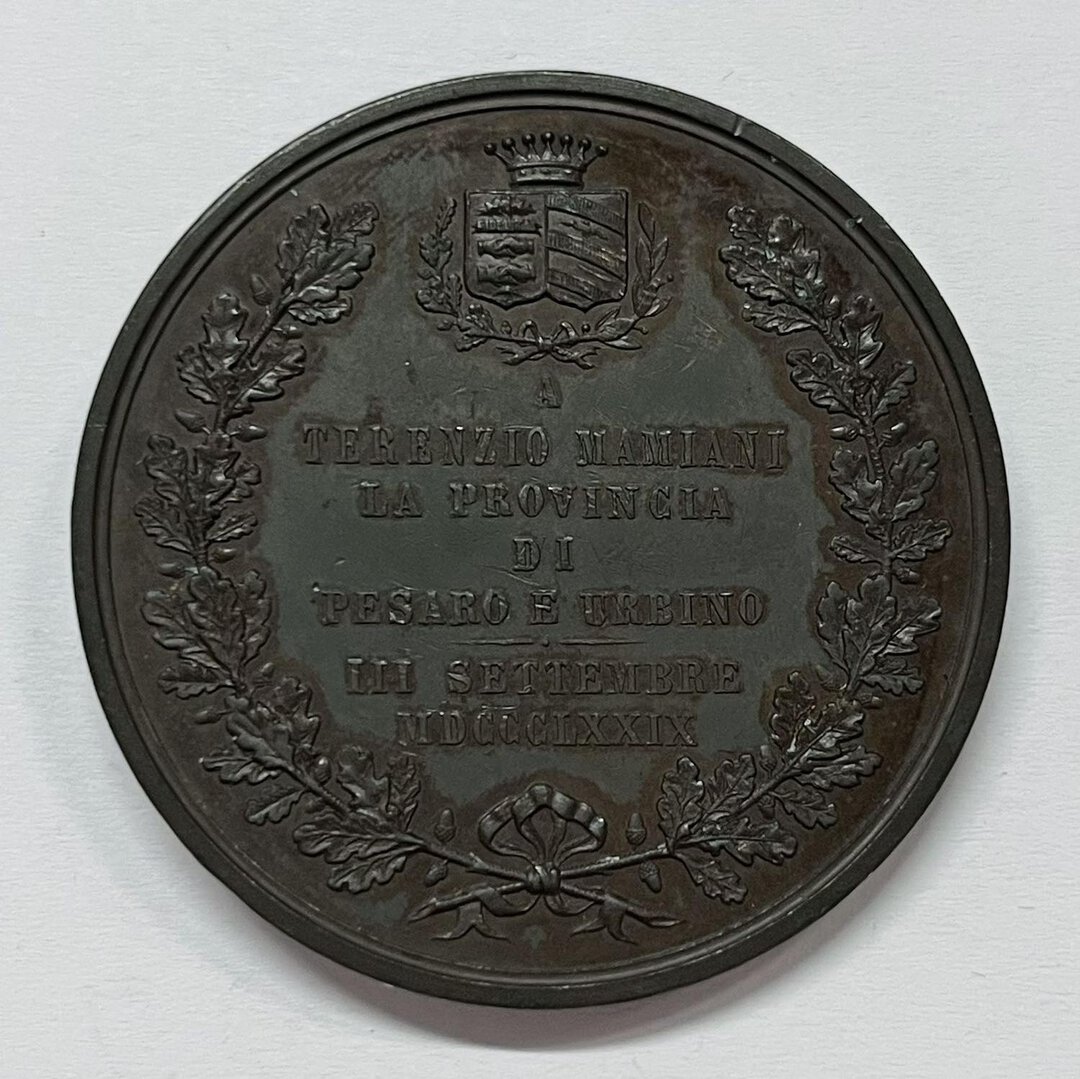 A
TERENZIO MAMIANI
LA PROVINCIA
DI
PESARO E URBINO
III SETTEMBRE
MDCCCLXXIX